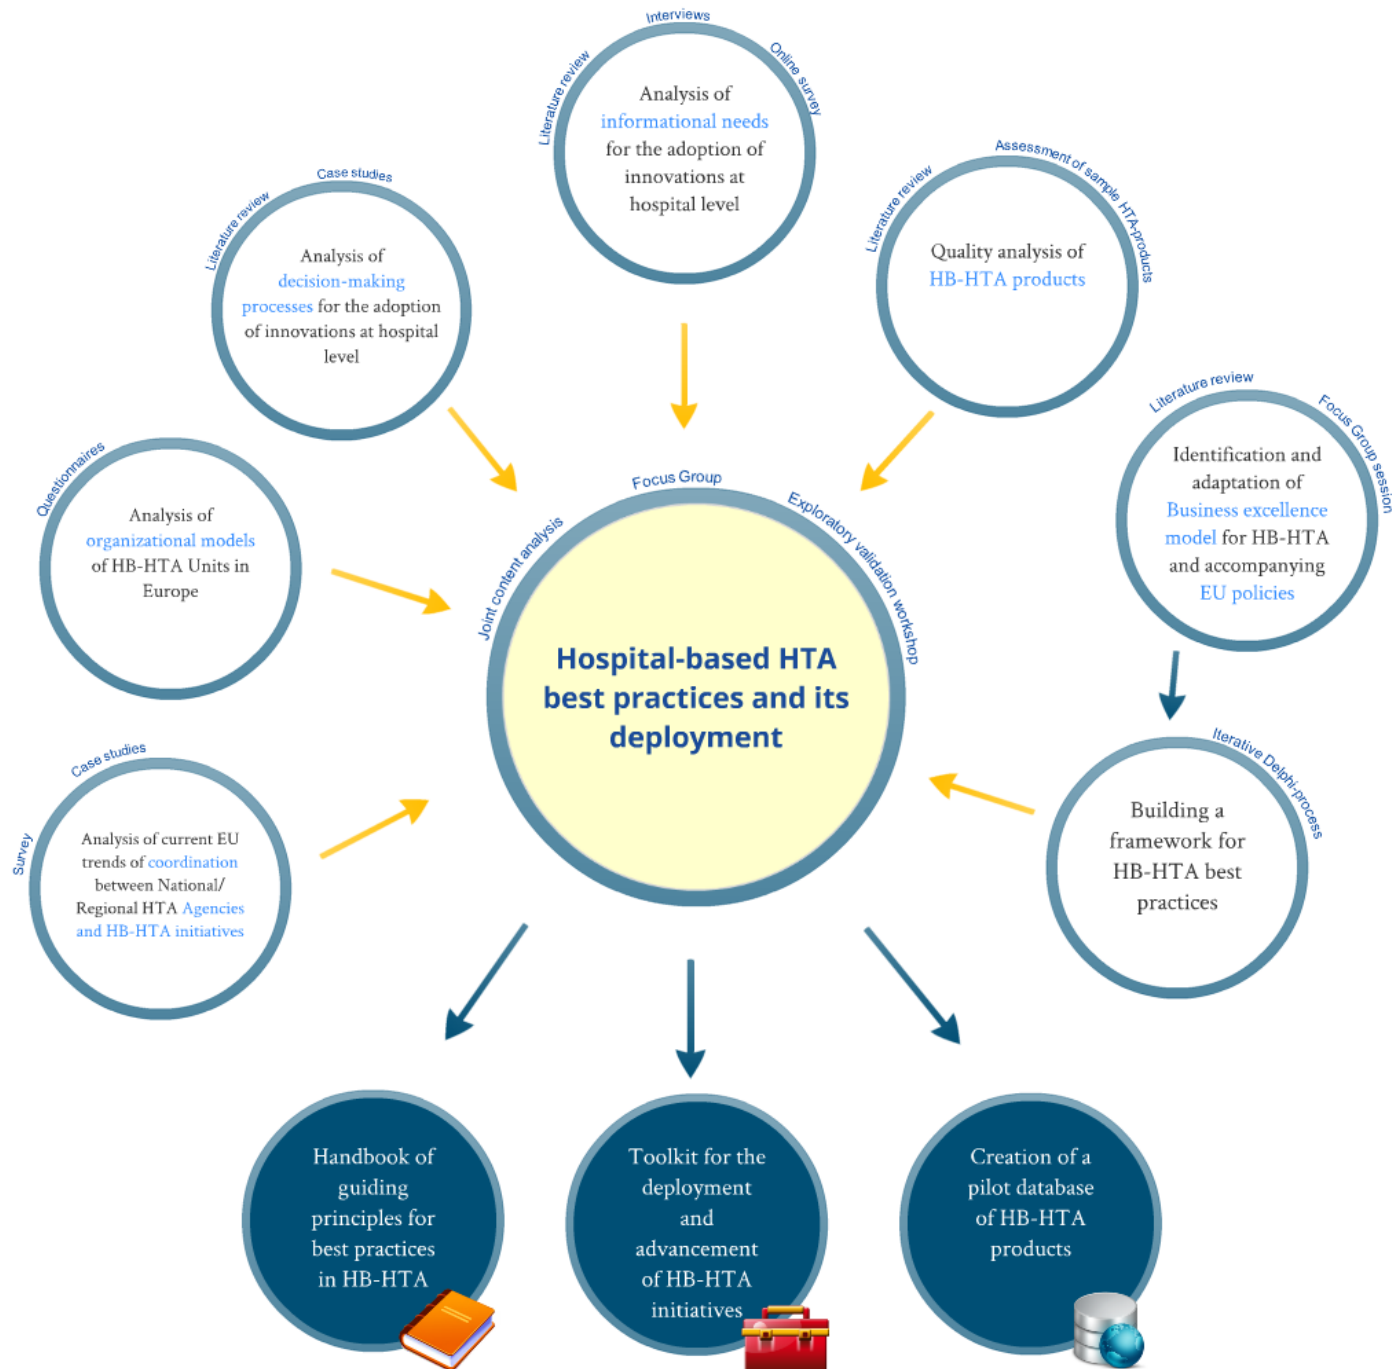 Literature review
Interviews
Online survey
Analysis of
informational needs
for the adoption of
innovations at
hospital level
Literature review
Case studies
Analysis of
decision-making
processes for the adoption
of innovations at hospital
level
Literature review
Assessment of sample HTA-products
Quality analysis of
HB-HTA products
Questionnaires
Analysis of
organizational models
of HB-HTA Units in
Europe
Literature review
Focus Group session
Identification and
adaptation of
Business excellence
model for HB-HTA
and accompanying
EU policies
Joint content analysis
Focus Group
Exploratory validation workshop
Hospital-based HTA
best practices and its
deployment
Survey
Case studies
Analysis of current EU
trends of coordination
between National/
Regional HTA Agencies
and HB-HTA initiatives
Iterative Delphi-process
Building a
framework for
HB-HTA best
practices
Handbook of
guiding
principles for
best practices
in HB-HTA
Toolkit for the
deployment
and
advancement
of HB-HTA
initiatives
Creation of a
pilot database
of HB-HTA
products